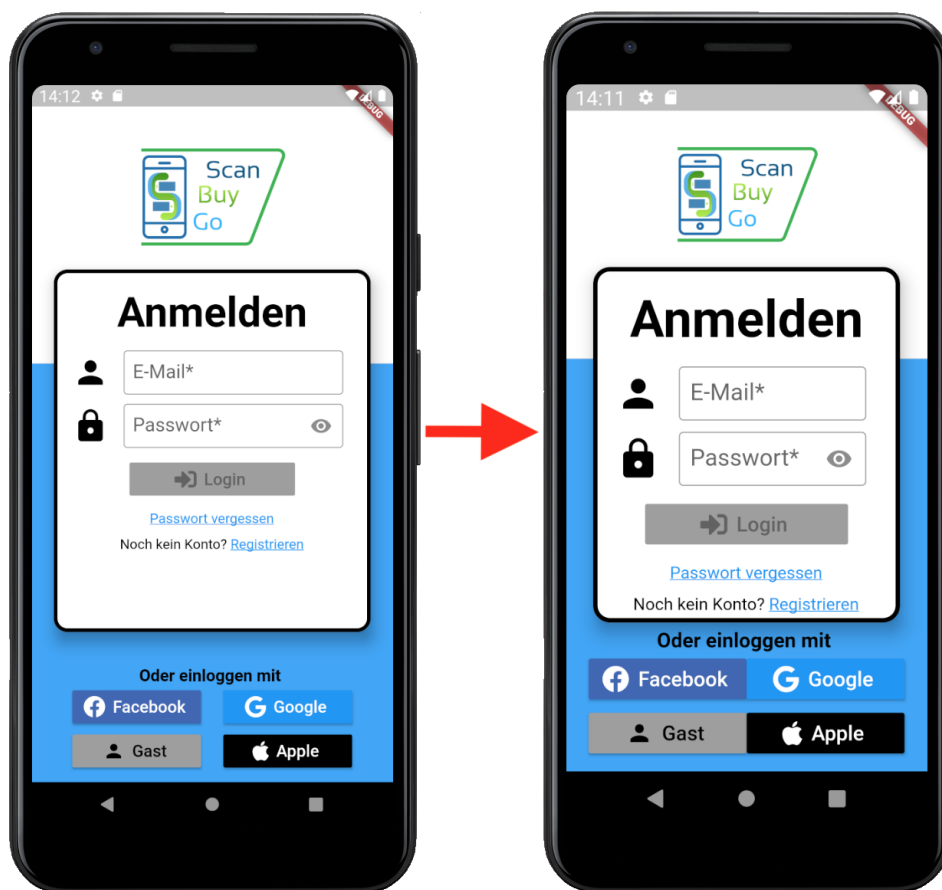 14:12
DEBUG
Scan
Buy
Go
Anmelden
E-Mail*
Passwort*
Login
Passwort vergessen
Noch kein Konto? Registrieren
Oder einloggen mit
Facebook
Google
Gast
Apple
14:11
DEBUG
Scan
Buy
Go
Anmelden
E-Mail*
Passwort*
Login
Passwort vergessen
Noch kein Konto? Registrieren
Oder einloggen mit
Facebook
Google
Gast
Apple